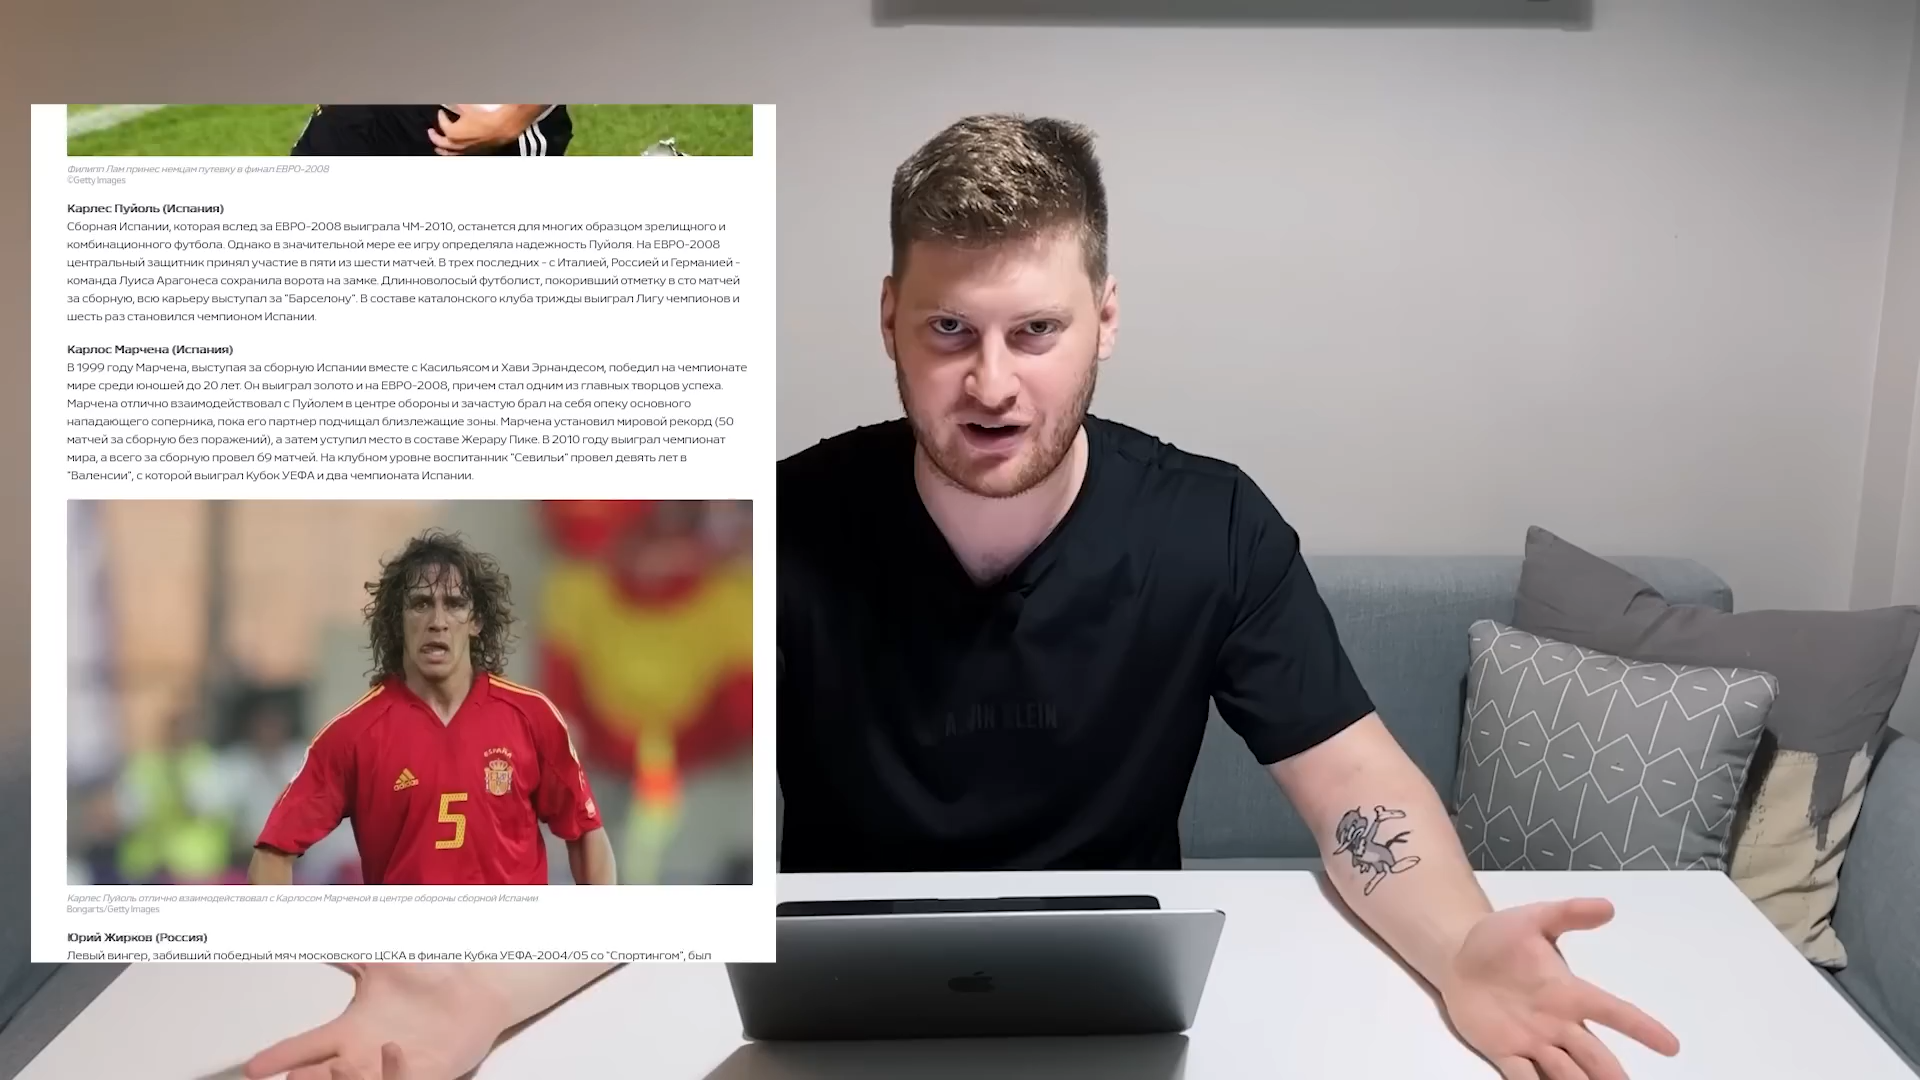 Филипп Лам принес немцам путевку в финал ЕВРО-2008
©Getty Images
Карлес Пуйоль (Испания)
Сборная Испании, которая вслед за ЕВРО-2008 выиграла ЧМ-2010, останется для многих образцом зрелищного и
комбинационного футбола. Однако в значительной мере ее игру определяла надежность Пуйоля. На ЕВРО-2008
центральный защитник принял участие в пяти из шести матчей. В трех последних - с Италией, Россией и Германией -
команда Луиса Арагонеса сохранила ворота на замке. Длинноволосый футболист, покоривший отметку в сто матчей
за сборную, всю карьеру выступал за "Барселону". В составе каталонского клуба трижды выиграл Лигу чемпионов и
шесть раз становился чемпионом Испании.
Карлос Марчена (Испания)
В 1999 году Марчена, выступая за сборную Испании вместе с Касильясом и Хави Эрнандесом, победил на чемпионате
мире среди юношей до 20 лет. Он выиграл золото и на ЕВРО-2008, причем стал одним из главных творцов успеха.
Марчена отлично взаимодействовал с Пуйолем в центре обороны и зачастую брал на себя опеку основного
нападающего соперника, пока его партнер подчищал близлежащие зоны. Марчена установил мировой рекорд (50
матчей за сборную без поражений), а затем уступил место в составе Жерару Пике. В 2010 году выиграл чемпионат
мира, а всего за сборную провел 69 матчей. На клубном уровне воспитанник "Севильи" провел девять лет в
"Валенсии", с которой выиграл Кубок УЕФА и два чемпионата Испании.
ESPAÑA
adidas
5
Карлес Пуйоль отлично взаимодействовал с Карлосом Марченой в центре обороны сборной Испании
Bongarts/Getty Images
Юрий Жирков (Россия)
Левый вингер, забивший победный мяч московского ЦСКА в финале Кубка УЕФА-2004/05 со "Спортингом", был
KLEIN